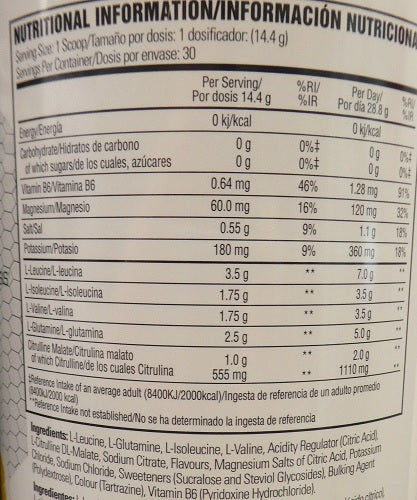 NUTRITIONAL INFORMATION/INFORMACIÓN NUTRICIONA
Serving Size: 1 Scoop/Tamaño por dosis: 1 dosificador: (14.4 g)
Servings Per Container/Dosis por envase: 30
Per Serving/ %RI/ Per Day/ %RI/
Por dosis 14.4 g %IR Por día 28.8 g %IR
Energy/Energía 0 kj/kcal 0 kj/kcal
Carbohydrate/Hidratos de carbono 0 g 0%‡ 0 g 0%‡
of which sugars/de los cuales, azúcares 0 g 0%‡ 0 g 0%‡
Vitamin B6/Vitamina B6 0.64 mg 46% 1.28 mg 91%
Magnesium/Magnesio 60.0 mg 16% 120 mg 32%
Salt/Sal 0.55 g 9% 1.1 g 18%
Potassium/Potasio 180 mg 9% 360 mg 18%
L-Leucine/L-leucina 3.5 g ** 7.0 g **
L-Isoleucine/L-isoleucina 1.75 g ** 3.5 g **
L-Valine/L-valina 1.75 g ** 3.5 g **
L-Glutamine/L-glutamina 2.5 g ** 5.0 g **
Citrulline Malate/Citrulina malato 1.0 g ** 2.0 g **
of which Citrulline/de los cuales Citrulina 555 mg ** 1110 mg **
‡Reference Intake of an average adult (8400KJ/2000kcal)/Ingesta de referencia de un adulto promedio
(8400kJ/2000 kcal)
**Reference Intake not established/No se ha determinado la ingesta de referencia
Ingredients: L-Leucine, L-Glutamine, L-Isoleucine, L-Valine, Acidity Regulator (Citric Acid),
L-Citrulline DL-Malate, Sodium Citrate, Flavours, Magnesium Salts of Citric Acid, Potassium
Chloride, Sodium Chloride, Sweeteners (Sucralose and Steviol Glycosides), Bulking Agent
(Polydextrose), Colour (Tartrazine), Vitamin B6 (Pyridoxine Hydrochloride).